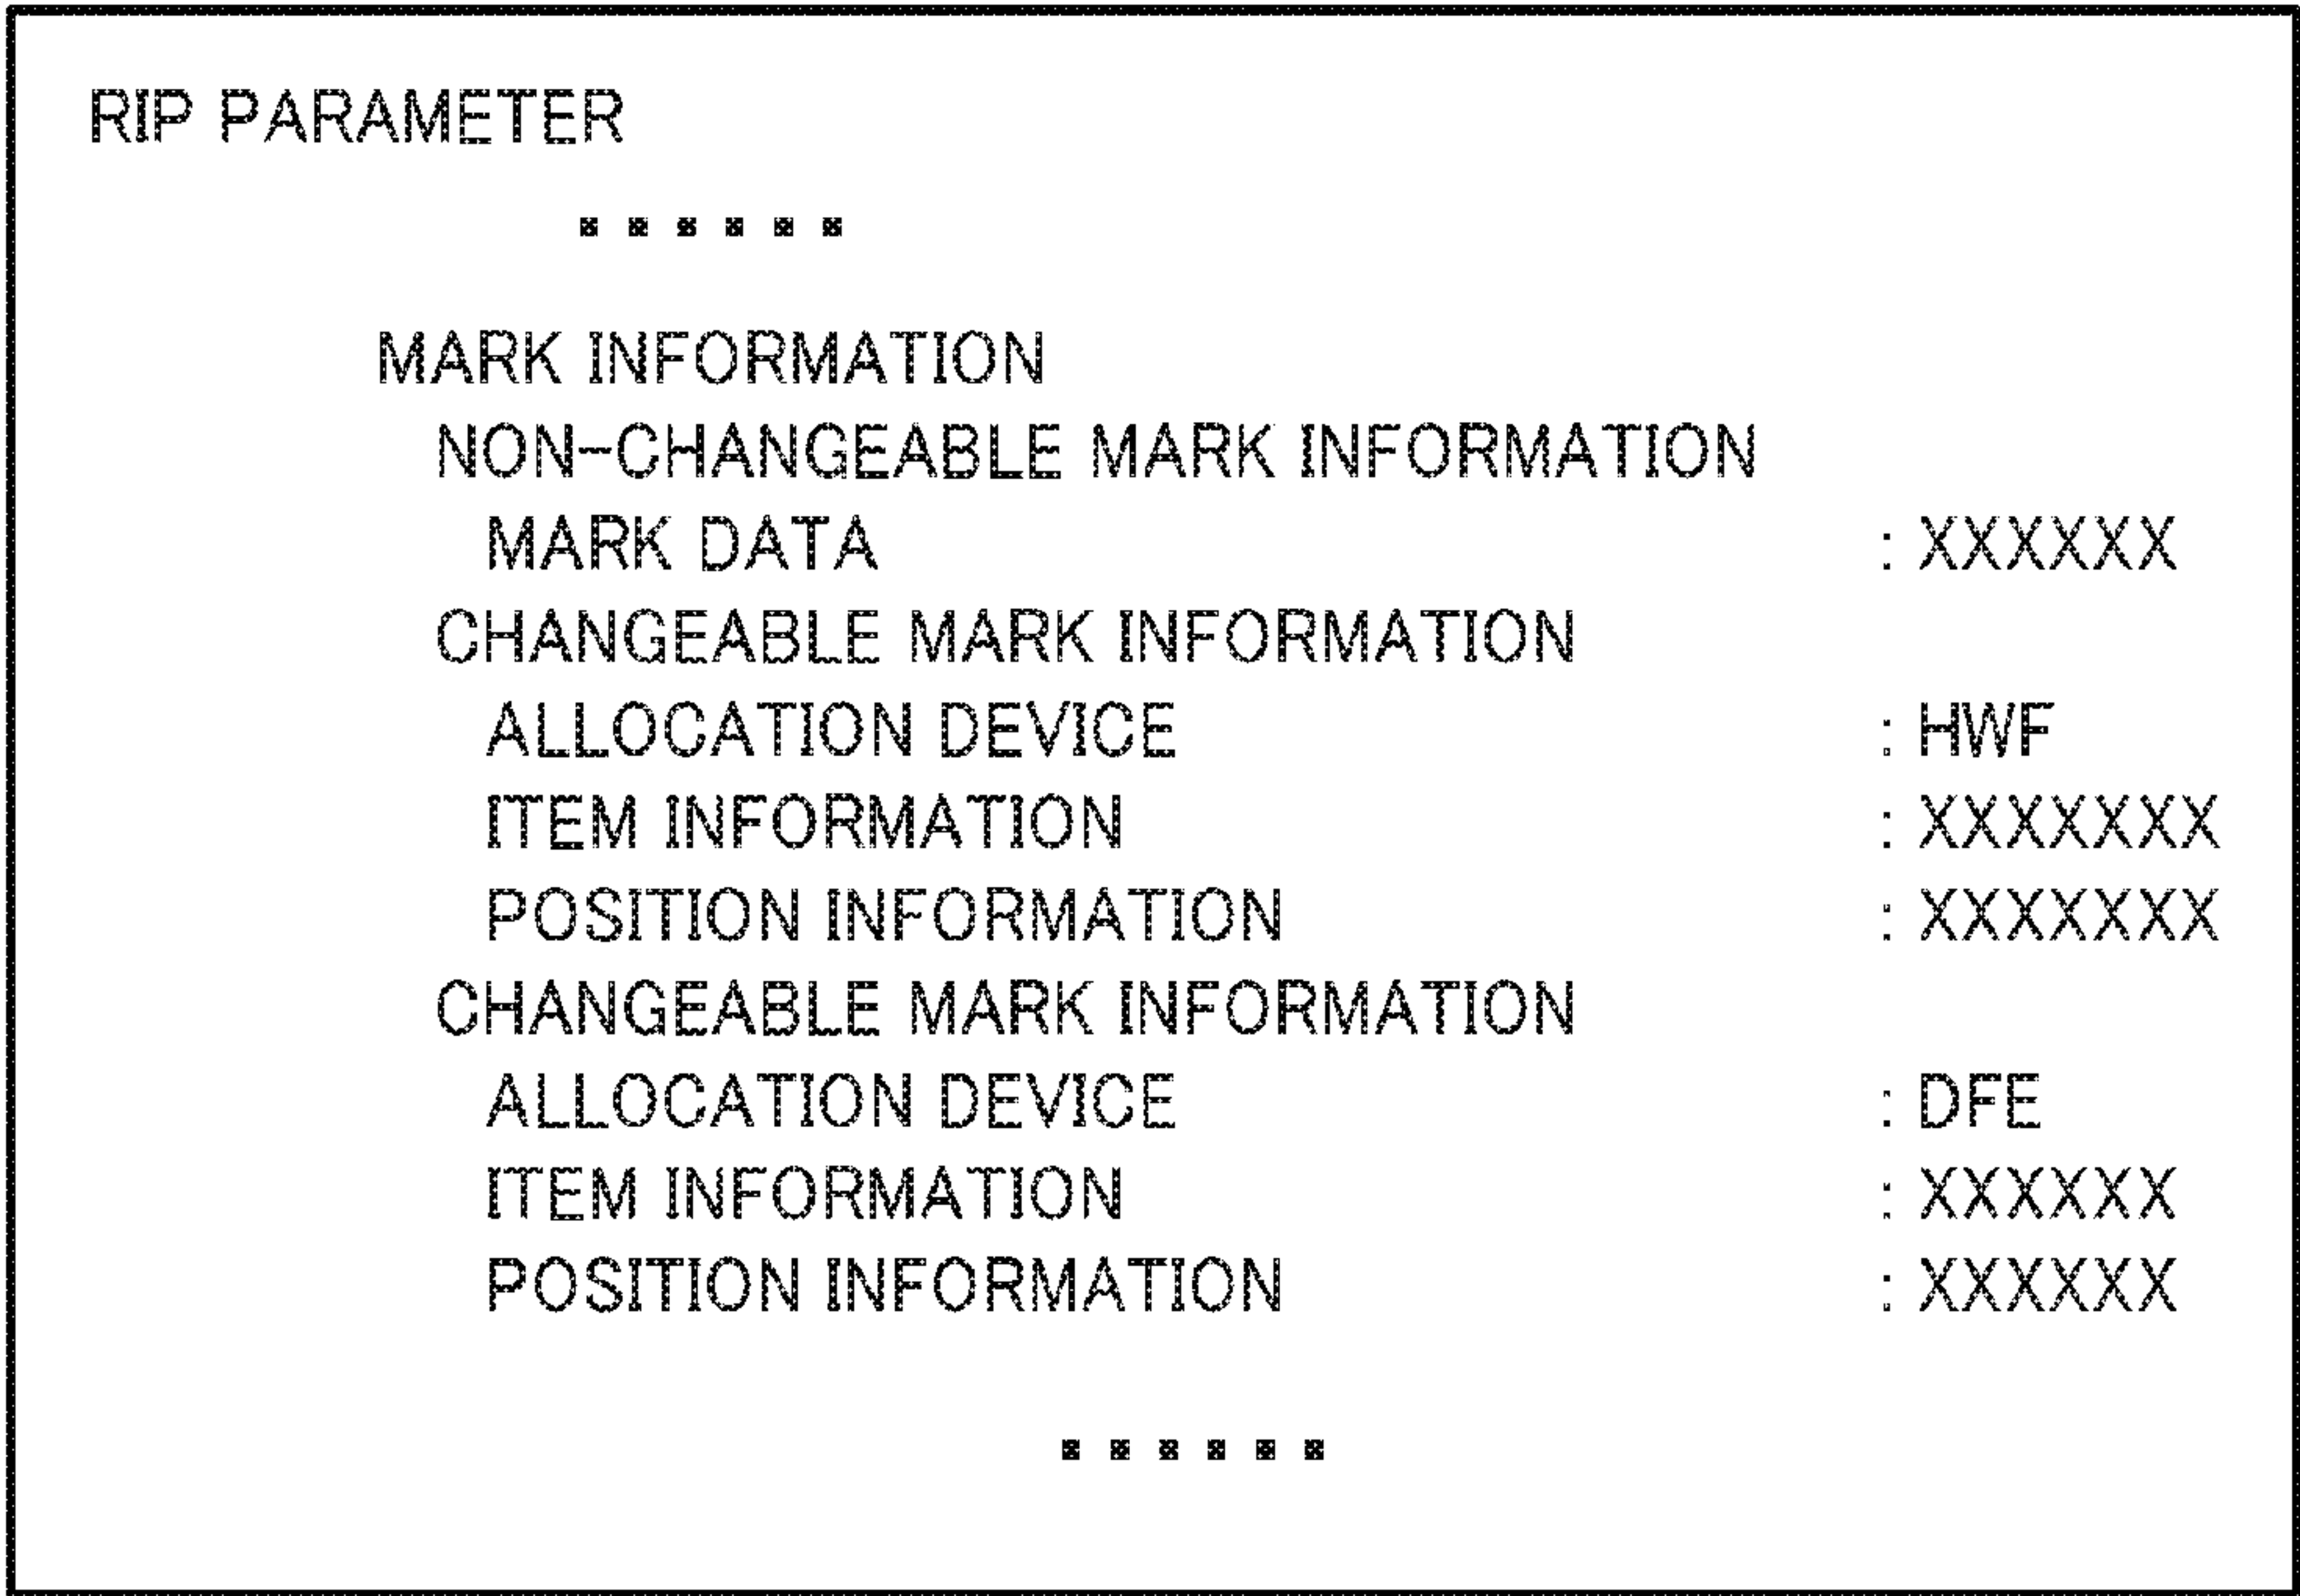 RIP PARAMETER
▪ ▪ ▪ ▪ ▪ ▪
MARK INFORMATION
NON-CHANGEABLE MARK INFORMATION
MARK DATA : XXXXXX
CHANGEABLE MARK INFORMATION
ALLOCATION DEVICE : HWF
ITEM INFORMATION : XXXXXXX
POSITION INFORMATION : XXXXXXX
CHANGEABLE MARK INFORMATION
ALLOCATION DEVICE : DFE
ITEM INFORMATION : XXXXXX
POSITION INFORMATION : XXXXXX
▪ ▪ ▪ ▪ ▪ ▪